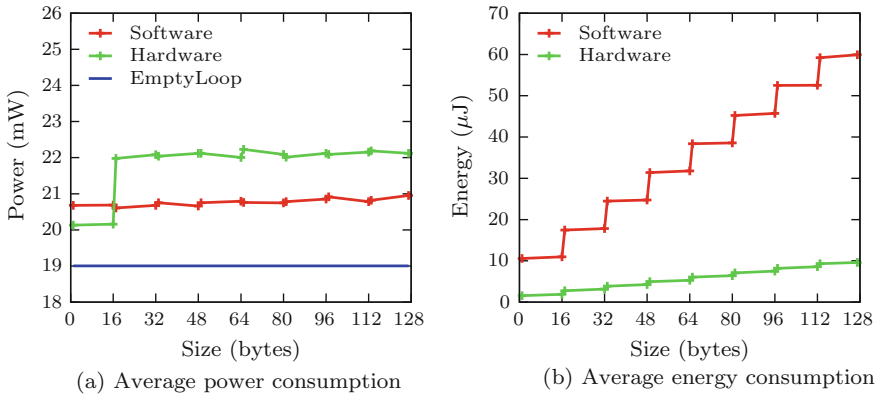 26
25
24
23
22
21
20
19
18
Power (mW)
Software
Hardware
EmptyLoop
0 16 32 48 64 80 96 112 128
Size (bytes)
(a) Average power consumption
70
60
50
40
30
20
10
0
Energy (μJ)
Software
Hardware
0 16 32 48 64 80 96 112 128
Size (bytes)
(b) Average energy consumption